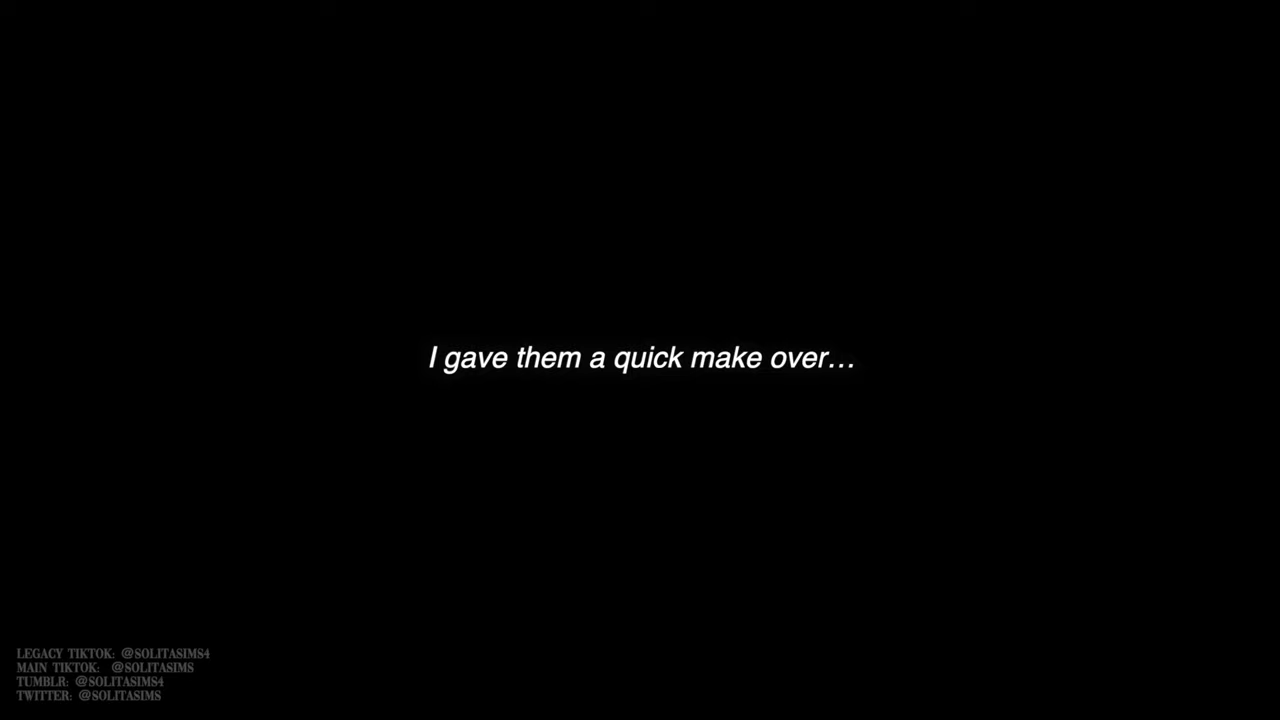 I gave them a quick make over...
LEGACY TIKTOK: @SOLITASIMS4
MAIN TIKTOK: @SOLITASIMS
TUMBLR: @SOLITASIMS4
TWITTER: @SOLITASIMS